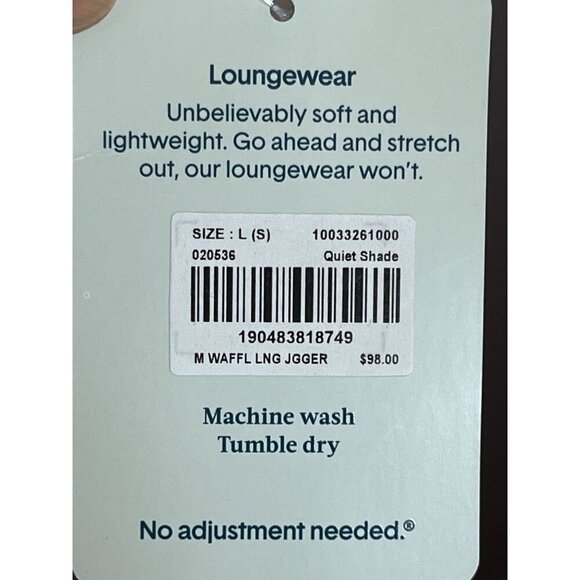 Loungewear
Unbelievably soft and
lightweight. Go ahead and stretch
out, our loungewear won't.
SIZE : L (S) 10033261000
020536 Quiet Shade
190483818749
M WAFFL LNG JGGER $98.00
Machine wash
Tumble dry
No adjustment needed.®